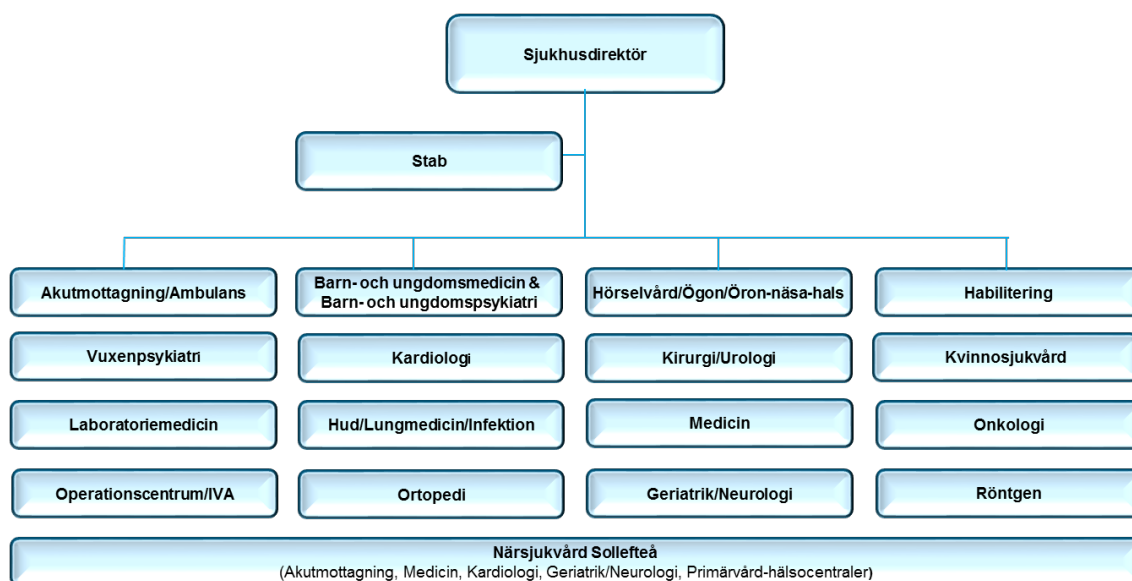 Sjukhusdirektör
Stab
Akutmottagning/Ambulans
Barn- och ungdomsmedicin &
Barn- och ungdomspsykiatri
Hörselvård/Ögon/Öron-näsa-hals
Habilitering
Vuxenpsykiatri
Kardiologi
Kirurgi/Urologi
Kvinnosjukvård
Laboratoriemedicin
Hud/Lungmedicin/Infektion
Medicin
Onkologi
Operationscentrum/IVA
Ortopedi
Geriatrik/Neurologi
Röntgen
Närsjukvård Sollefteå
(Akutmottagning, Medicin, Kardiologi, Geriatrik/Neurologi, Primärvård-hälsocentraler)